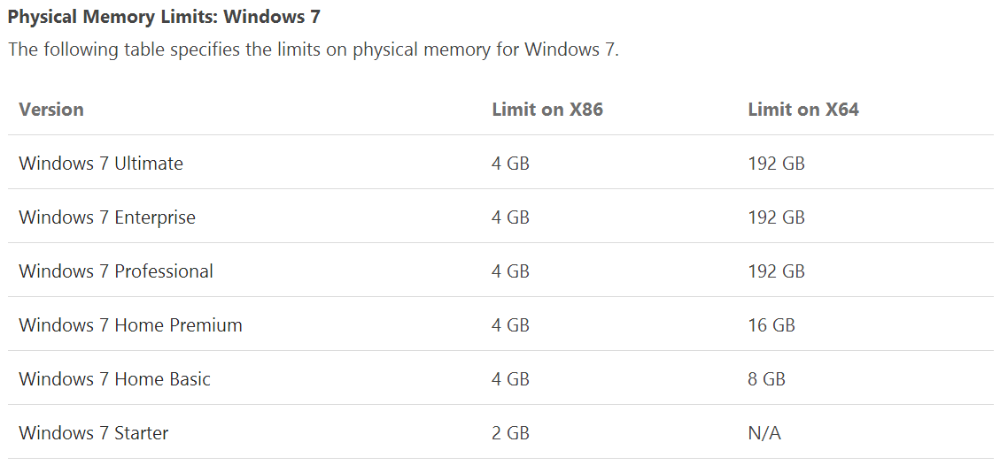 Physical Memory Limits: Windows 7
The following table specifies the limits on physical memory for Windows 7.
Version Limit on X86 Limit on X64
Windows 7 Ultimate 4 GB 192 GB
Windows 7 Enterprise 4 GB 192 GB
Windows 7 Professional 4 GB 192 GB
Windows 7 Home Premium 4 GB 16 GB
Windows 7 Home Basic 4 GB 8 GB
Windows 7 Starter 2 GB N/A